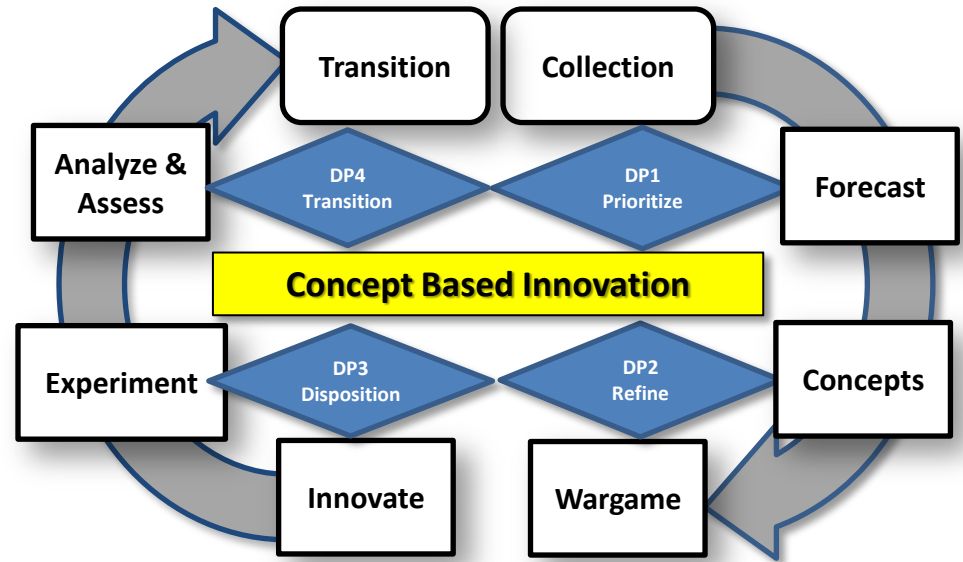 Transition
Collection
Analyze &
Assess
DP4
Transition
DP1
Prioritize
Forecast
Concept Based Innovation
Experiment
DP3
Disposition
DP2
Refine
Concepts
Innovate
Wargame